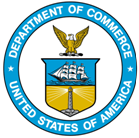 DEPARTMENT OF COMMERCE
UNITED STATES OF AMERICA